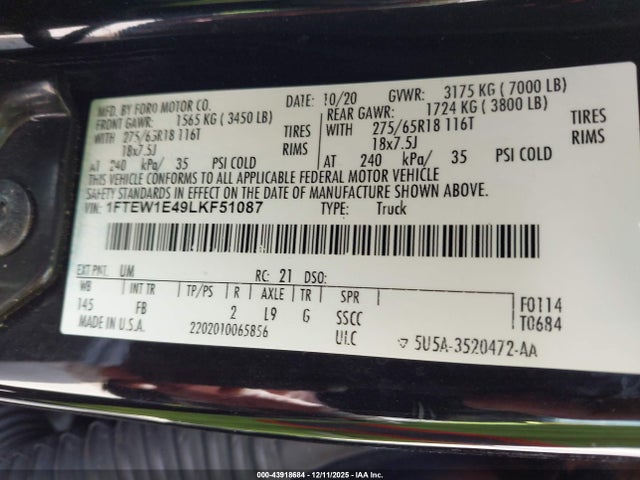 MFD. BY FORD MOTOR CO. DATE: 10/20 GVWR: 3175 KG ( 7000 LB)
FRONT GAWR: 1565 KG ( 3450 LB) REAR GAWR: 1724 KG ( 3800 LB)
WITH 275/65R18 116T TIRES WITH 275/65R18 116T TIRES
18x7.5J RIMS 18x7.5J RIMS
AT 240 kPa/ 35 PSI COLD AT 240 kPa/ 35 PSI COLD
THIS VEHICLE CONFORMS TO ALL APPLICABLE FEDERAL MOTOR VEHICLE
SAFETY STANDARDS IN EFFECT ON THE DATE OF MANUFACTURE SHOWN ABOVE.
VIN: 1FTEW1E49LKF51087 TYPE: Truck
EXT PNT: UM RC: 21 DSO:
WB INT TR TP/PS R AXLE TR SPR F0114
145 FB 2 L9 G SSCC T0684
MADE IN U.S.A. 2202010065856 UIC 5U5A-3520472-AA
000-43918684 - 12/11/2025 - IAA Inc.